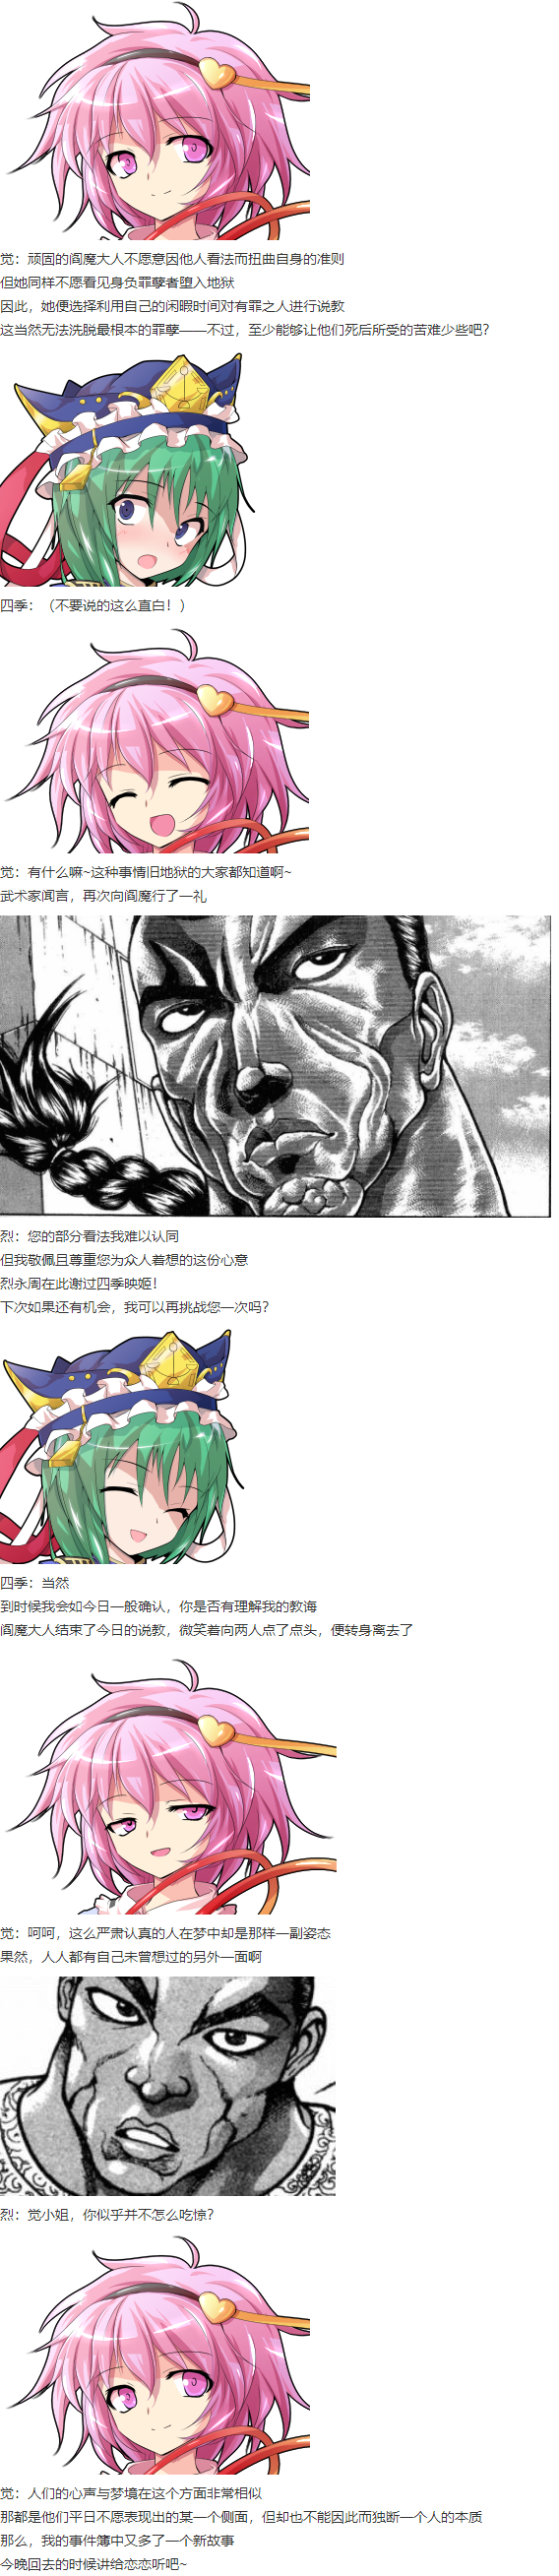 觉：顽固的阎魔大人不愿意因他人看法而扭曲自身的准则
但她同样不愿看见身负罪孽者堕入地狱
因此，她便选择利用自己的闲暇时间对有罪之人进行说教
这当然无法洗脱最根本的罪孽——不过，至少能够让他们死后所受的苦难少些吧？
四季：（不要说的这么直白！）
觉：有什么嘛~这种事情旧地狱的大家都知道啊~
武术家闻言，再次向阎魔行了一礼
烈：您的部分看法我难以认同
但我敬佩且尊重您为众人着想的这份心意
烈永周在此谢过四季映姬！
下次如果还有机会，我可以再挑战您一次吗？
四季：当然
到时候我会如今日一般确认，你是否有理解我的教诲
阎魔大人结束了今日的说教，微笑着向两人点了点头，便转身离去了
觉：呵呵，这么严肃认真的人在梦中却是那样一副姿态
果然，人人都有自己未曾想过的另外一面啊
烈：觉小姐，你似乎并不怎么吃惊？
觉：人们的心声与梦境在这个方面非常相似
那都是他们平日不愿表现出的某一个侧面，但却也不能因此而独断一个人的本质
那么，我的事件簿中又多了一个新故事
今晚回去的时候讲给恋恋听吧~